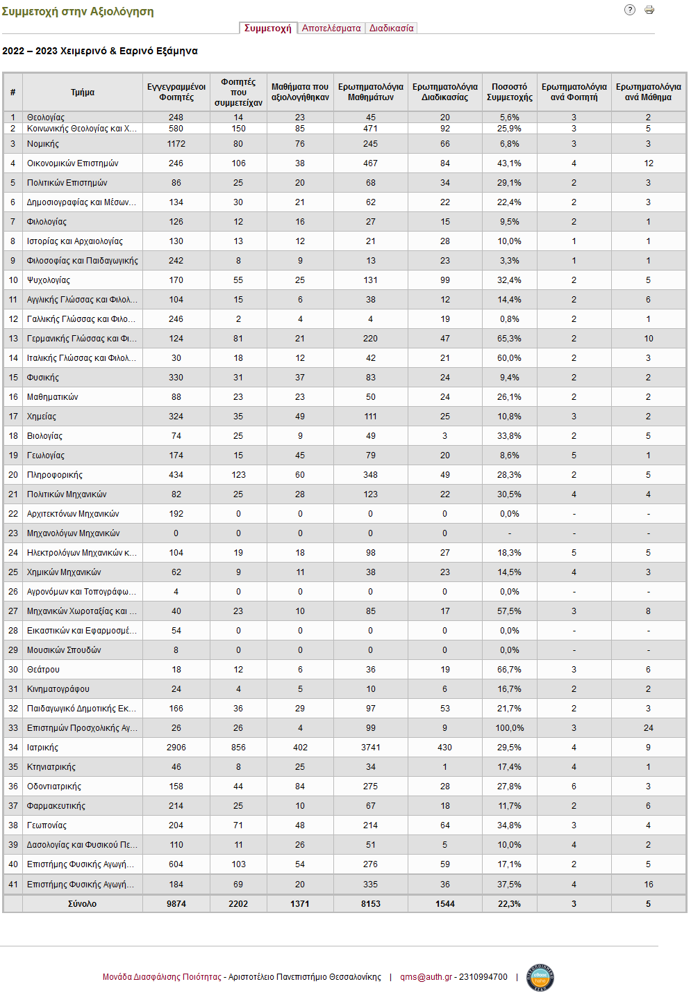 Συμμετοχή στην Αξιολόγηση
?
Συμμετοχή Αποτελέσματα Διαδικασία
2022 – 2023 Χειμερινό & Εαρινό Εξάμηνα
# Τμήμα Εγγεγραμμένοι Φοιτητές Φοιτητές που συμμετείχαν Μαθήματα που αξιολογήθηκαν Ερωτηματολόγια Μαθημάτων Ερωτηματολόγια Διαδικασίας Ποσοστό Συμμετοχής Ερωτηματολόγια ανά Φοιτητή Ερωτηματολόγια ανά Μάθημα
1 Θεολογίας 248 14 23 45 20 5,6% 3 2
2 Κοινωνικής Θεολογίας και Χ... 580 150 85 471 92 25,9% 3 5
3 Νομικής 1172 80 76 245 66 6,8% 3 3
4 Οικονομικών Επιστημών 246 106 38 467 84 43,1% 4 12
5 Πολιτικών Επιστημών 86 25 20 68 34 29,1% 2 3
6 Δημοσιογραφίας και Μέσων... 134 30 21 62 22 22,4% 2 3
7 Φιλολογίας 126 12 16 27 15 9,5% 2 1
8 Ιστορίας και Αρχαιολογίας 130 13 12 21 28 10,0% 1 1
9 Φιλοσοφίας και Παιδαγωγικής 242 8 9 13 23 3,3% 1 1
10 Ψυχολογίας 170 55 25 131 99 32,4% 2 5
11 Αγγλικής Γλώσσας και Φιλολ... 104 15 6 38 12 14,4% 2 6
12 Γαλλικής Γλώσσας και Φιλο... 246 2 4 4 19 0,8% 2 1
13 Γερμανικής Γλώσσας και Φι... 124 81 21 220 47 65,3% 2 10
14 Ιταλικής Γλώσσας και Φιλολ... 30 18 12 42 21 60,0% 2 3
15 Φυσικής 330 31 37 83 24 9,4% 2 2
16 Μαθηματικών 88 23 23 50 24 26,1% 2 2
17 Χημείας 324 35 49 111 25 10,8% 3 2
18 Βιολογίας 74 25 9 49 3 33,8% 2 5
19 Γεωλογίας 174 15 45 79 20 8,6% 5 1
20 Πληροφορικής 434 123 60 348 49 28,3% 2 5
21 Πολιτικών Μηχανικών 82 25 28 123 22 30,5% 4 4
22 Αρχιτεκτόνων Μηχανικών 192 0 0 0 0 0,0% - -
23 Μηχανολόγων Μηχανικών 0 0 0 0 0 - - -
24 Ηλεκτρολόγων Μηχανικών κ... 104 19 18 98 27 18,3% 5 5
25 Χημικών Μηχανικών 62 9 11 38 23 14,5% 4 3
26 Αγρονόμων και Τοπογράφω... 4 0 0 0 0 0,0% - -
27 Μηχανικών Χωροταξίας και ... 40 23 10 85 17 57,5% 3 8
28 Εικαστικών και Εφαρμοσμέ... 54 0 0 0 0 0,0% - -
29 Μουσικών Σπουδών 8 0 0 0 0 0,0% - -
30 Θεάτρου 18 12 6 36 19 66,7% 3 6
31 Κινηματογράφου 24 4 5 10 6 16,7% 2 2
32 Παιδαγωγικό Δημοτικής Εκ... 166 36 29 97 53 21,7% 2 3
33 Επιστημών Προσχολικής Αγ... 26 26 4 99 9 100,0% 3 24
34 Ιατρικής 2906 856 402 3741 430 29,5% 4 9
35 Κτηνιατρικής 46 8 25 34 1 17,4% 4 1
36 Οδοντιατρικής 158 44 84 275 28 27,8% 6 3
37 Φαρμακευτικής 214 25 10 67 18 11,7% 2 6
38 Γεωπονίας 204 71 48 214 64 34,8% 3 4
39 Δασολογίας και Φυσικού Πε... 110 11 26 51 5 10,0% 4 2
40 Επιστήμης Φυσικής Αγωγή... 604 103 54 276 59 17,1% 2 5
41 Επιστήμης Φυσικής Αγωγή... 184 69 20 335 36 37,5% 4 16
Σύνολο 9874 2202 1371 8153 1544 22,3% 3 5
Μονάδα Διασφάλισης Ποιότητας - Αριστοτέλειο Πανεπιστήμιο Θεσσαλονίκης | qms@auth.gr - 2310994700 |
ΠΙΣΤΟΠΟΙΗΜΕΝΟ